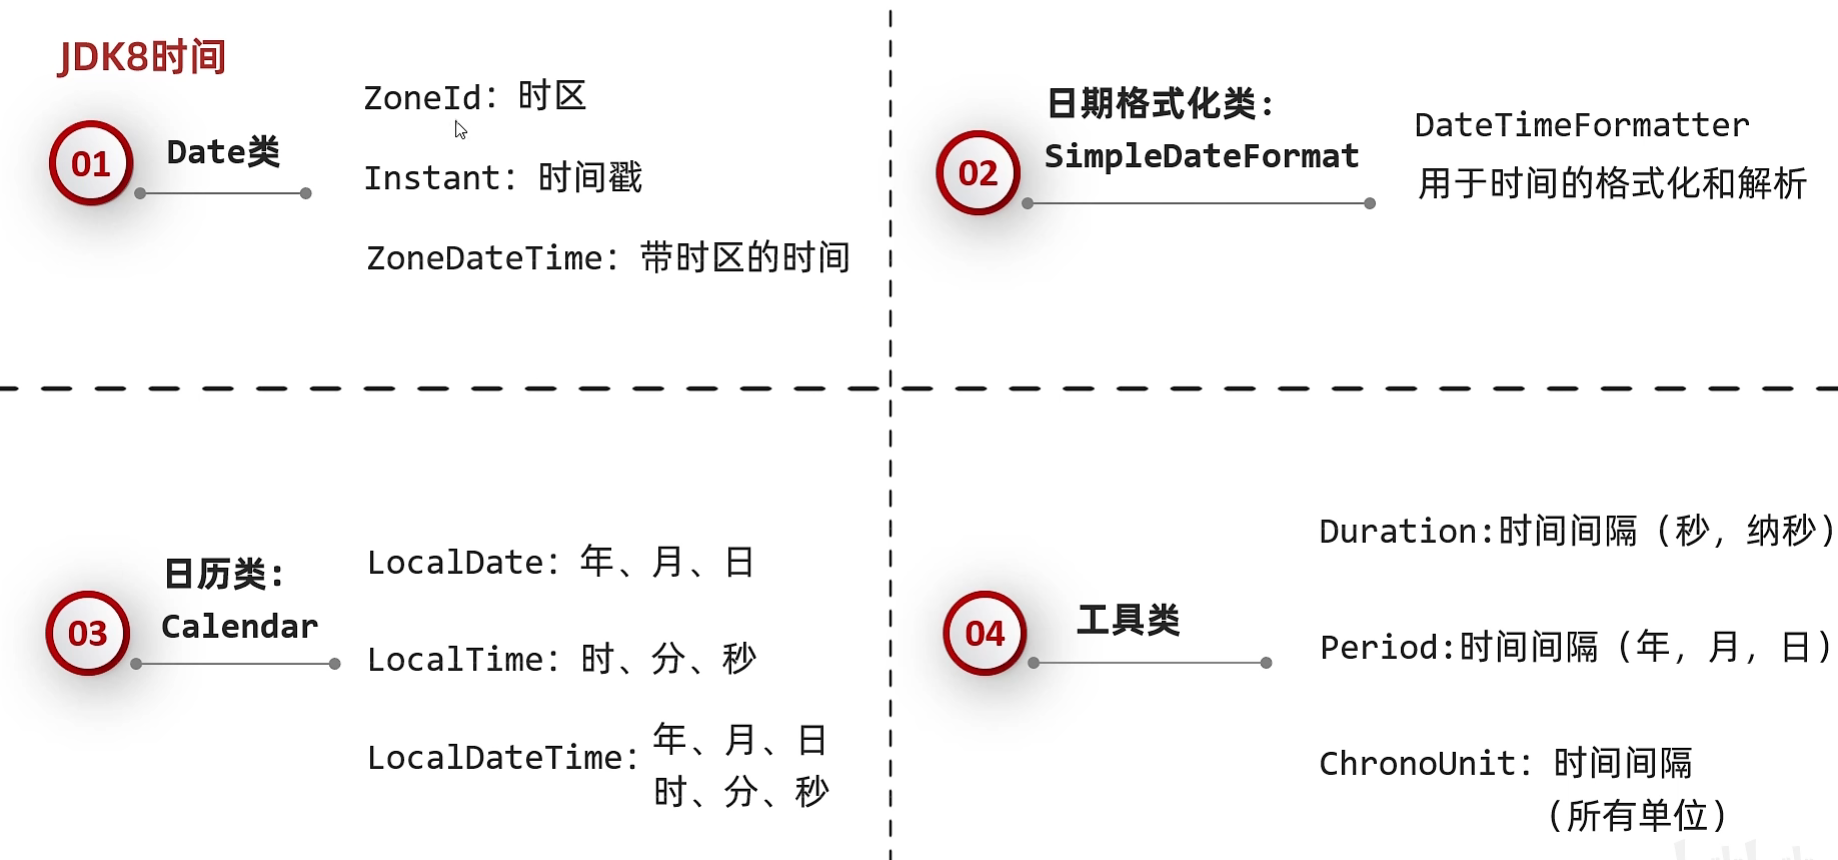 JDK8时间
01
Date类
ZoneId：时区
Instant：时间戳
ZoneDateTime：带时区的时间
02
日期格式化类：
SimpleDateFormat
DateTimeFormatter
用于时间的格式化和解析
03
日历类：
Calendar
LocalDate：年、月、日
LocalTime：时、分、秒
LocalDateTime：年、月、日
时、分、秒
04
工具类
Duration:时间间隔（秒，纳秒）
Period:时间间隔（年，月，日）
ChronoUnit：时间间隔
（所有单位）